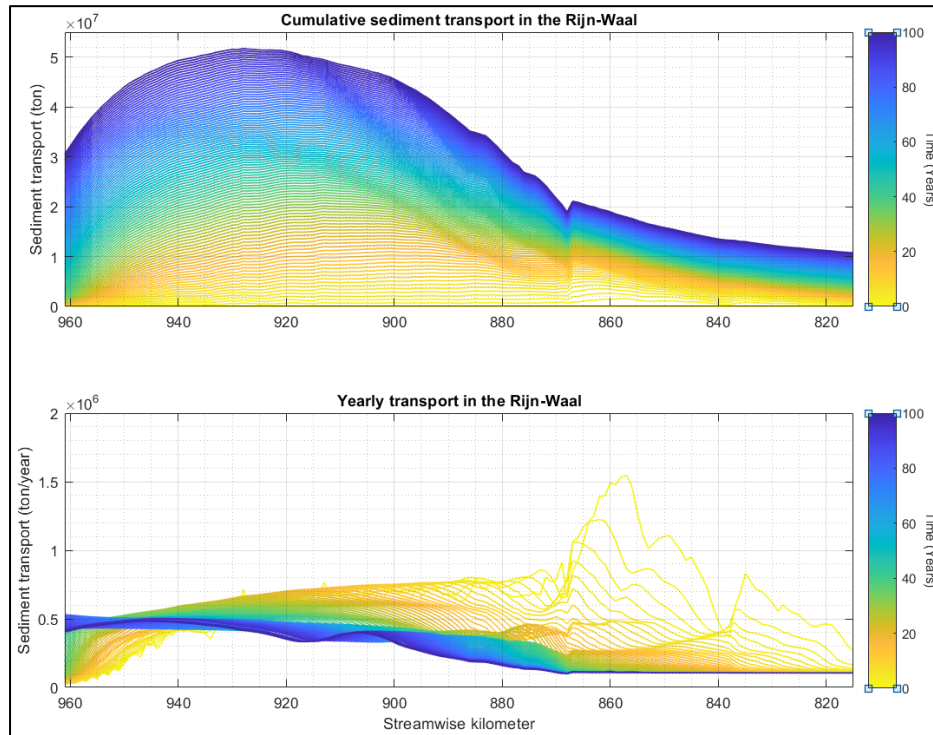 Cumulative sediment transport in the Rijn-Waal
×10⁷
Sediment transport (ton)
5
4
3
2
1
0
960 940 920 900 880 860 840 820
100
80
60
40
20
0
Time (Years)
Yearly transport in the Rijn-Waal
×10⁶
Sediment transport (ton/year)
2
1.5
1
0.5
0
960 940 920 900 880 860 840 820
Streamwise kilometer
100
80
60
40
20
0
Time (Years)